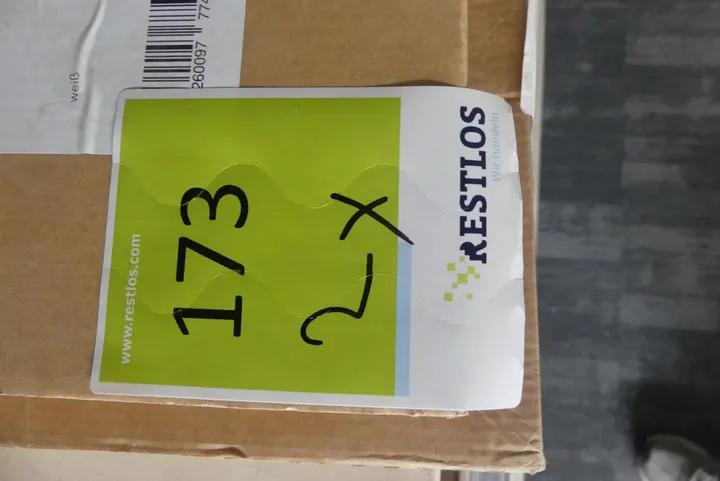 RESTLOS
Wir handeln
2x
173
www.restlos.com
weiß
260097